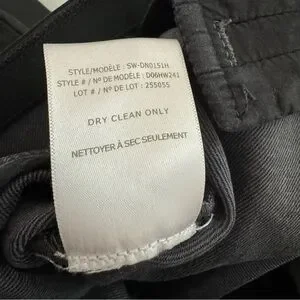 STYLE/MODÈLE : SW-DN0151H
STYLE # / Nº DE MODÈLE : D06HW241
LOT # / Nº DE LOT : 255055
DRY CLEAN ONLY
NETTOYER À SEC SEULEMENT